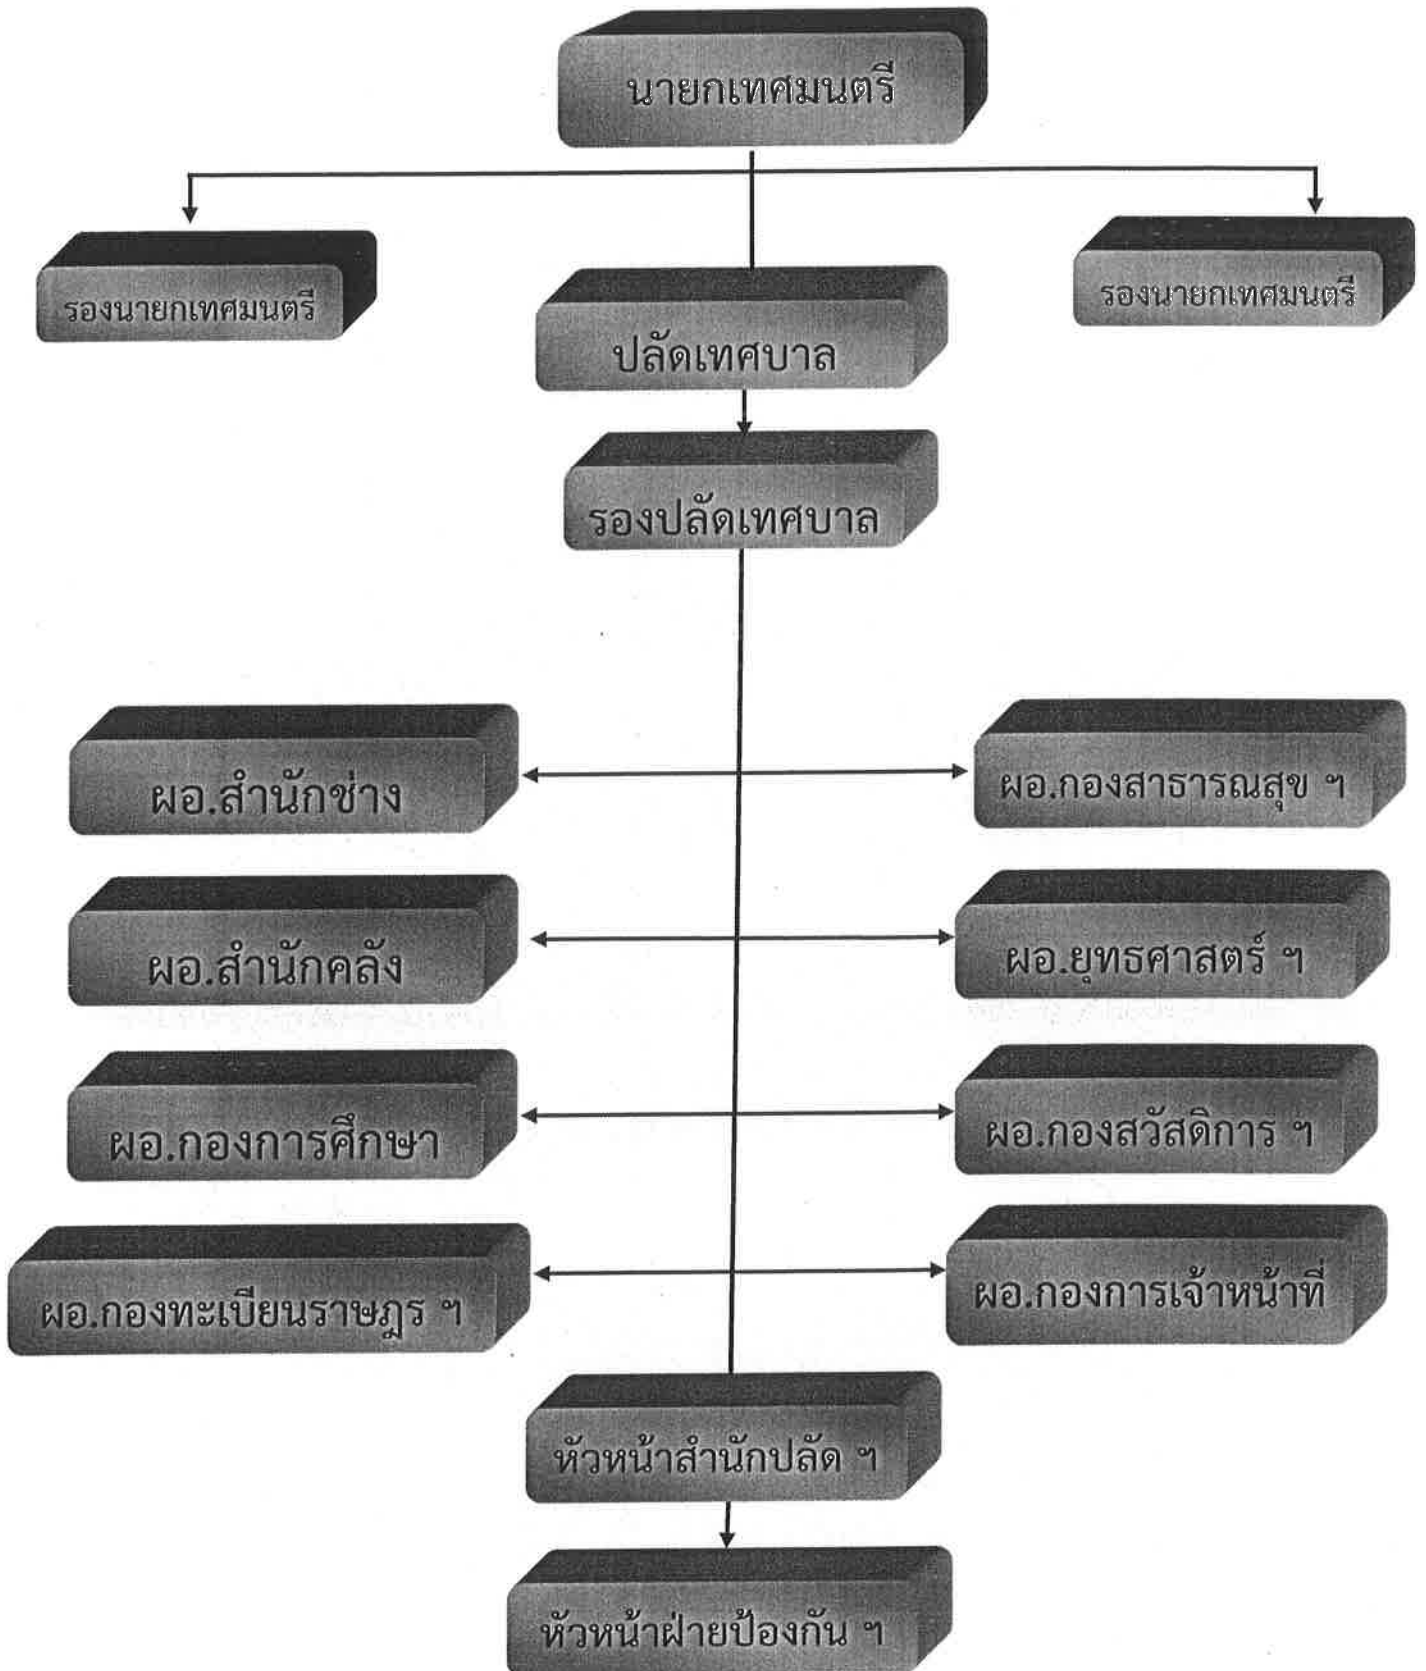 นายกเทศมนตรี
รองนายกเทศมนตรี
รองนายกเทศมนตรี
ปลัดเทศบาล
รองปลัดเทศบาล
ผอ.สำนักช่าง
ผอ.กองสาธารณสุข ฯ
ผอ.สำนักคลัง
ผอ.ยุทธศาสตร์ ฯ
ผอ.กองการศึกษา
ผอ.กองสวัสดิการ ฯ
ผอ.กองทะเบียนราษฎร ฯ
ผอ.กองการเจ้าหน้าที่
หัวหน้าสำนักปลัด ฯ
หัวหน้าฝ่ายป้องกัน ฯ